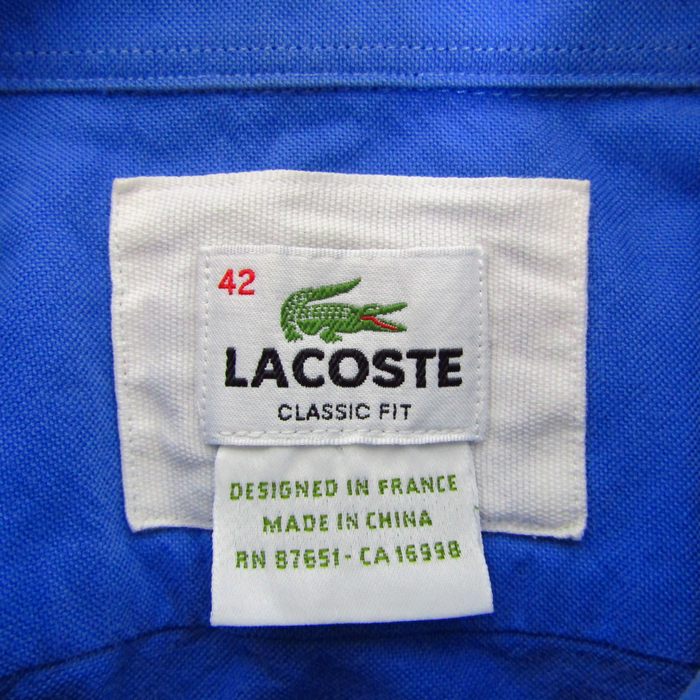 42
LACOSTE
CLASSIC FIT
DESIGNED IN FRANCE
MADE IN CHINA
RN 87651 - CA 16998